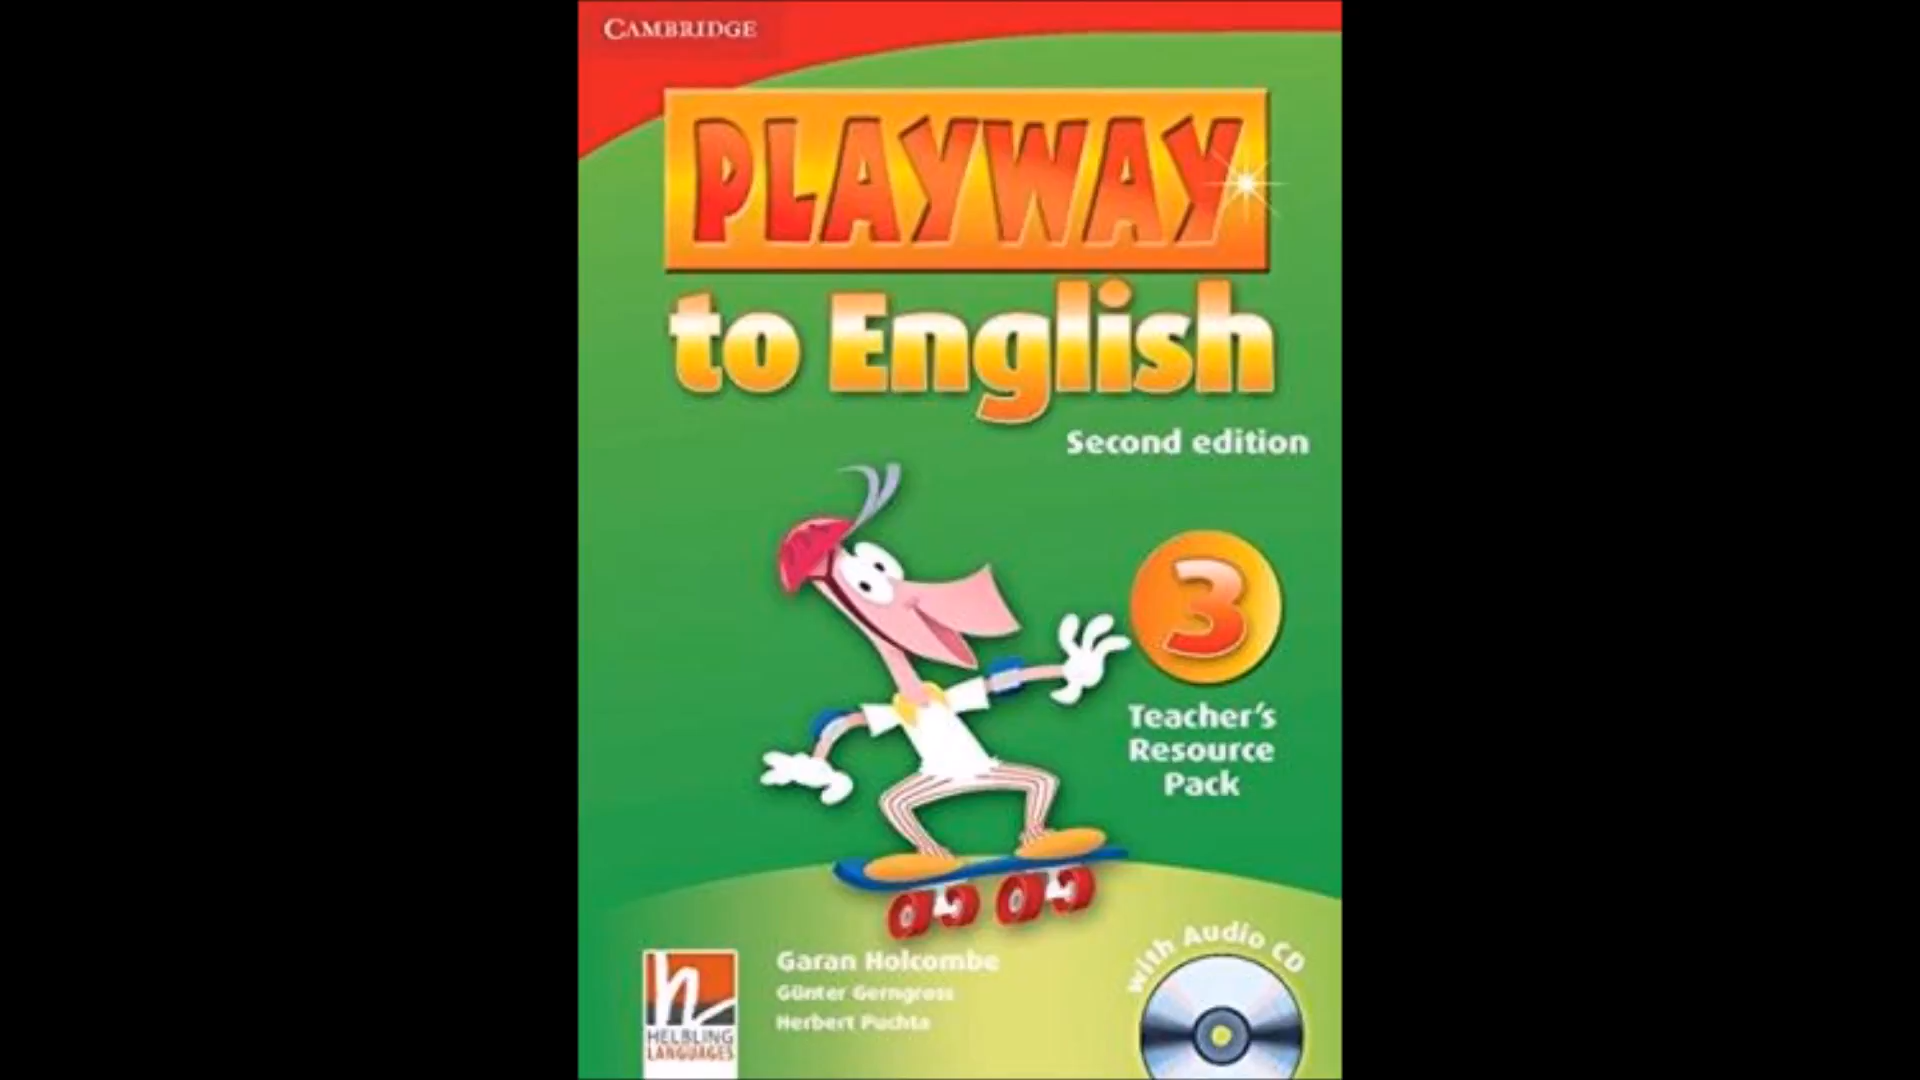 CAMBRIDGE
PLAYWAY
to English
Second edition
3
Teacher's
Resource
Pack
with Audio CD
Garan Holcombe
Günter Gerngross
Herbert Puchta
HELBLING
LANGUAGES